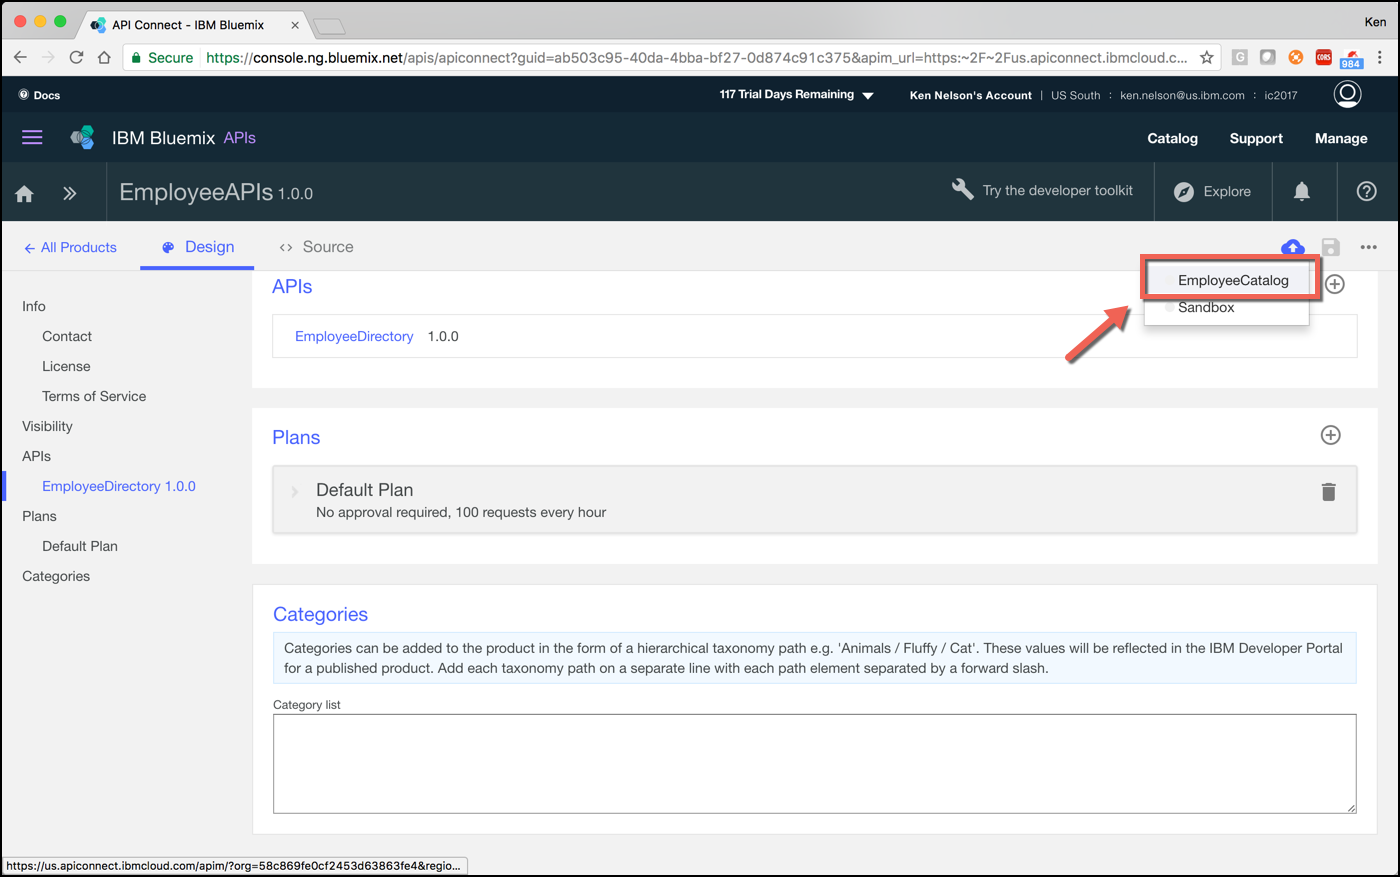 API Connect - IBM Bluemix
Ken
Secure https://console.ng.bluemix.net/apis/apiconnect?guid=ab503c95-40da-4bba-bf27-0d874c91c375&apim_url=https:~2F~2Fus.apiconnect.ibmcloud.c...
G
CORS
984
Docs
117 Trial Days Remaining
Ken Nelson's Account | US South : ken.nelson@us.ibm.com : ic2017
IBM Bluemix APIs
Catalog Support Manage
EmployeeAPIs 1.0.0
Try the developer toolkit
Explore
All Products
Design
Source
EmployeeCatalog
Sandbox
Info
Contact
License
Terms of Service
Visibility
APIs
EmployeeDirectory 1.0.0
Plans
Default Plan
Categories
APIs
EmployeeDirectory 1.0.0
Plans
Default Plan
No approval required, 100 requests every hour
Categories
Categories can be added to the product in the form of a hierarchical taxonomy path e.g. 'Animals / Fluffy / Cat'. These values will be reflected in the IBM Developer Portal
for a published product. Add each taxonomy path on a separate line with each path element separated by a forward slash.
Category list
https://us.apiconnect.ibmcloud.com/apim/?org=58c869fe0cf2453d63863fe4&regio...